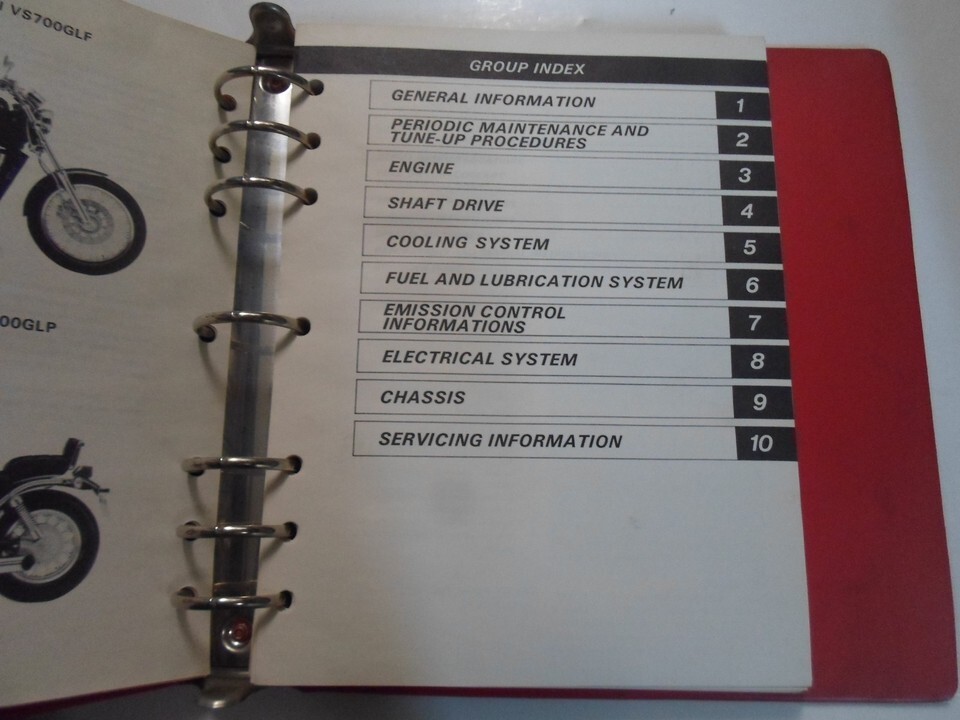 VS700GLF
00GLP
GROUP INDEX
GENERAL INFORMATION 1
PERIODIC MAINTENANCE AND
TUNE-UP PROCEDURES 2
ENGINE 3
SHAFT DRIVE 4
COOLING SYSTEM 5
FUEL AND LUBRICATION SYSTEM 6
EMISSION CONTROL
INFORMATIONS 7
ELECTRICAL SYSTEM 8
CHASSIS 9
SERVICING INFORMATION 10